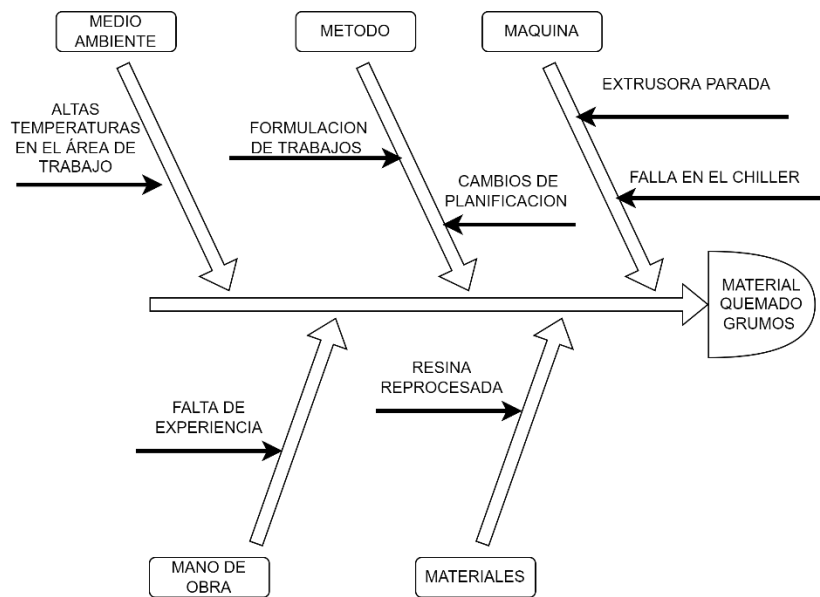 MEDIO
AMBIENTE
METODO
MAQUINA
EXTRUSORA PARADA
ALTAS
TEMPERATURAS
EN EL ÁREA DE
TRABAJO
FORMULACION
DE TRABAJOS
CAMBIOS DE
PLANIFICACION
FALLA EN EL CHILLER
MATERIAL
QUEMADO
GRUMOS
RESINA
REPROCESADA
FALTA DE
EXPERIENCIA
MANO DE
OBRA
MATERIALES